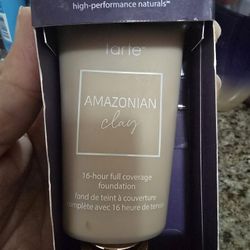 high-performance naturals™
tarte™
AMAZONIAN
clay
16-hour full coverage
foundation
fond de teint à couverture
complète avec 16 heure de tenue